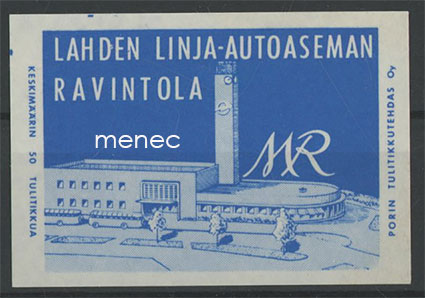 LAHDEN LINJA-AUTOASEMAN
RAVINTOLA
menec
MR
KESKIMÄÄRIN 50 TULITIKKUA
PORIN TULITIKKUTEHDAS Oy